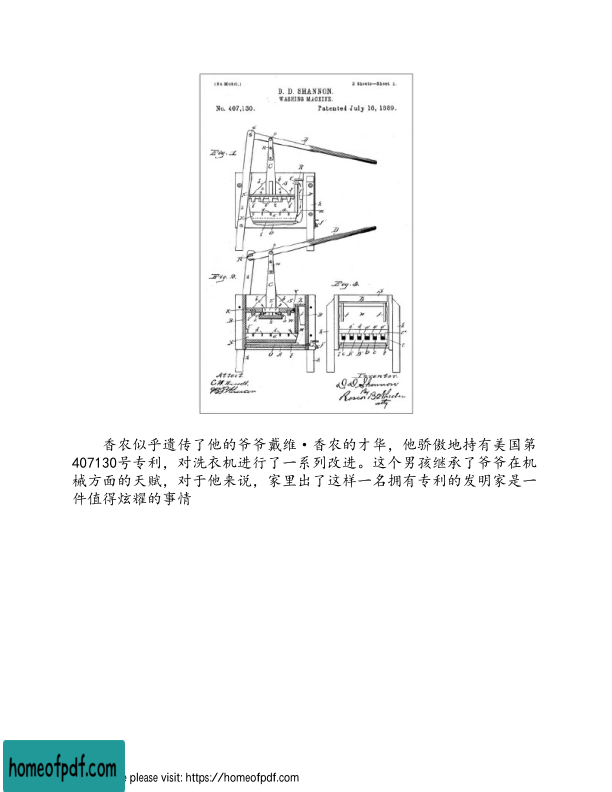 (No Model.) 2 Sheets—Sheet 1.
D. D. SHANNON.
WASHING MACHINE.
No. 407,130. Patented July 16, 1889.
Fig. 1.
Fig. 2.
Fig. 3.
Attest
Inventor
D. D. Shannon
By
atty
香农似乎遗传了他的爷爷戴维·香农的才华，他骄傲地持有美国第
407130号专利，对洗衣机进行了一系列改进。这个男孩继承了爷爷在机
械方面的天赋，对于他来说，家里出了这样一名拥有专利的发明家是一
件值得炫耀的事情
homeofpdf.com
e please visit: https://homeofpdf.com